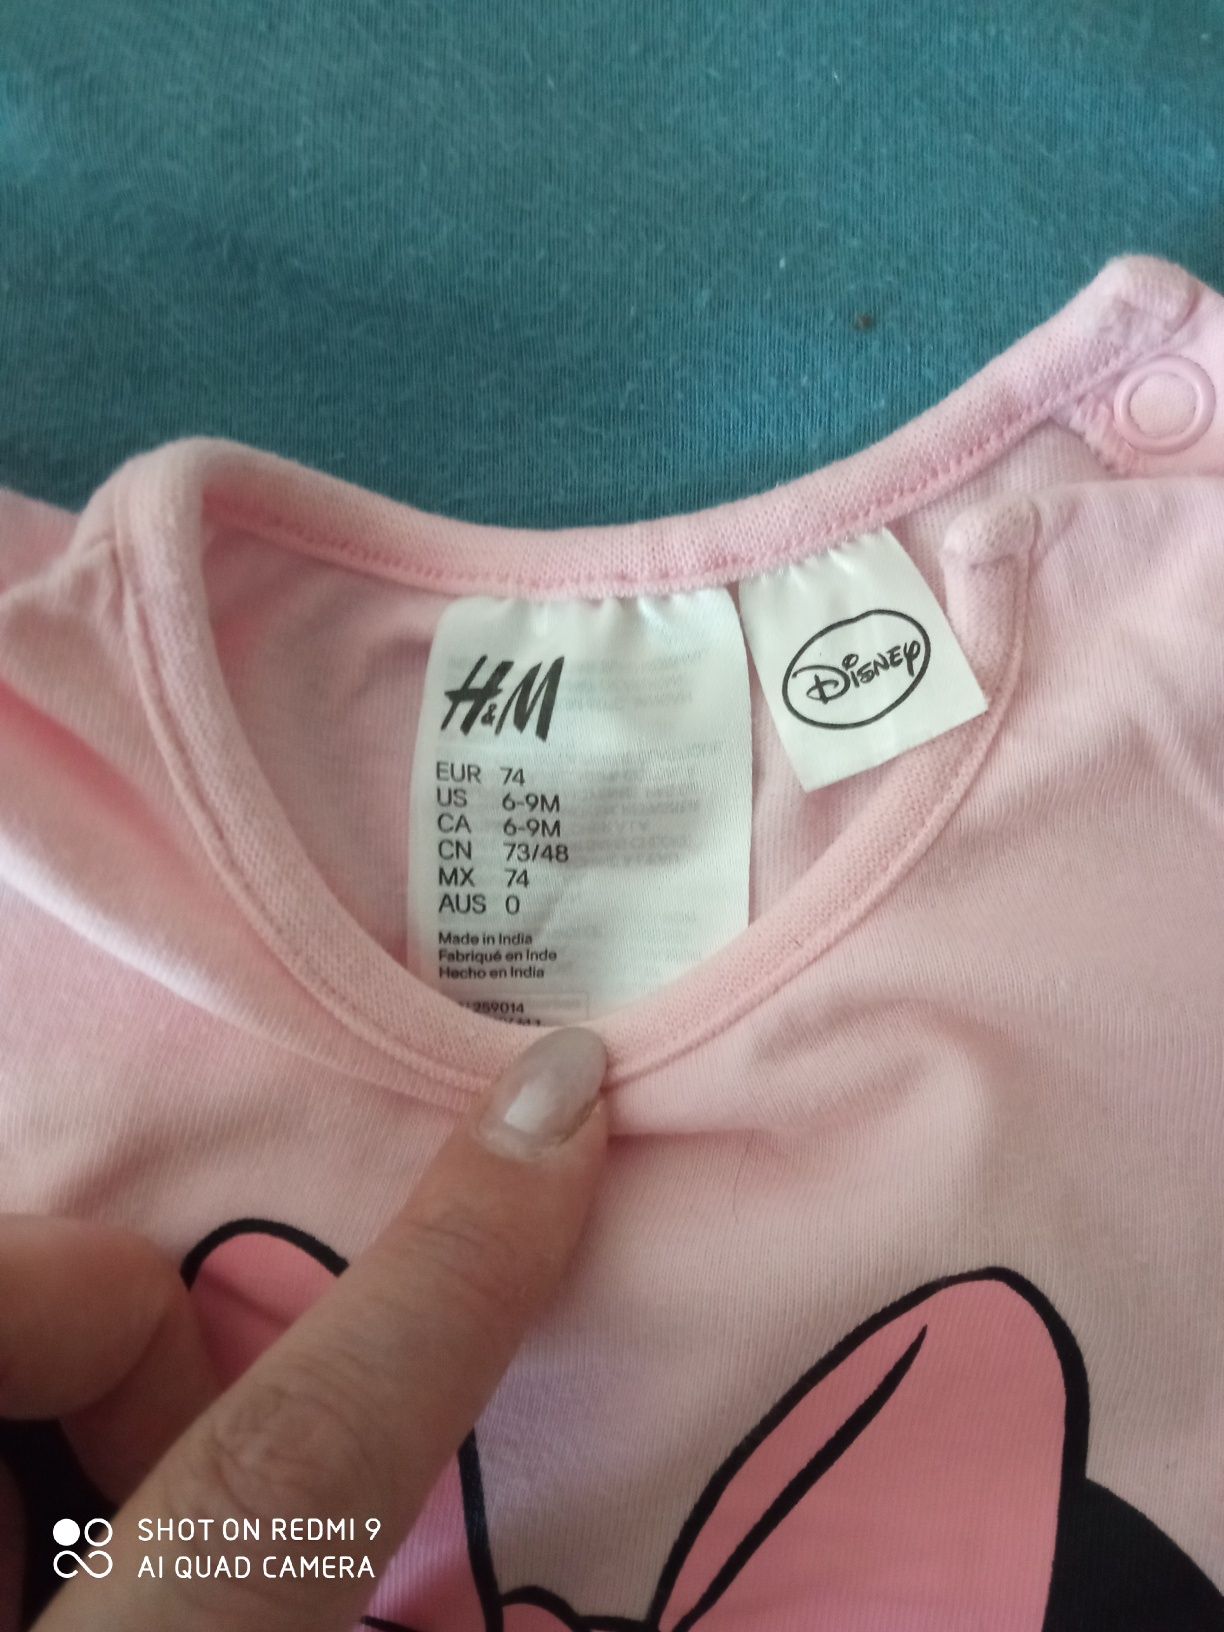 H&M
EUR 74
US 6-9M
CA 6-9M
CN 73/48
MX 74
AUS 0
Made in India
Fabriqué en Inde
Hecho en India
259014
Disney
SHOT ON REDMI 9
AI QUAD CAMERA